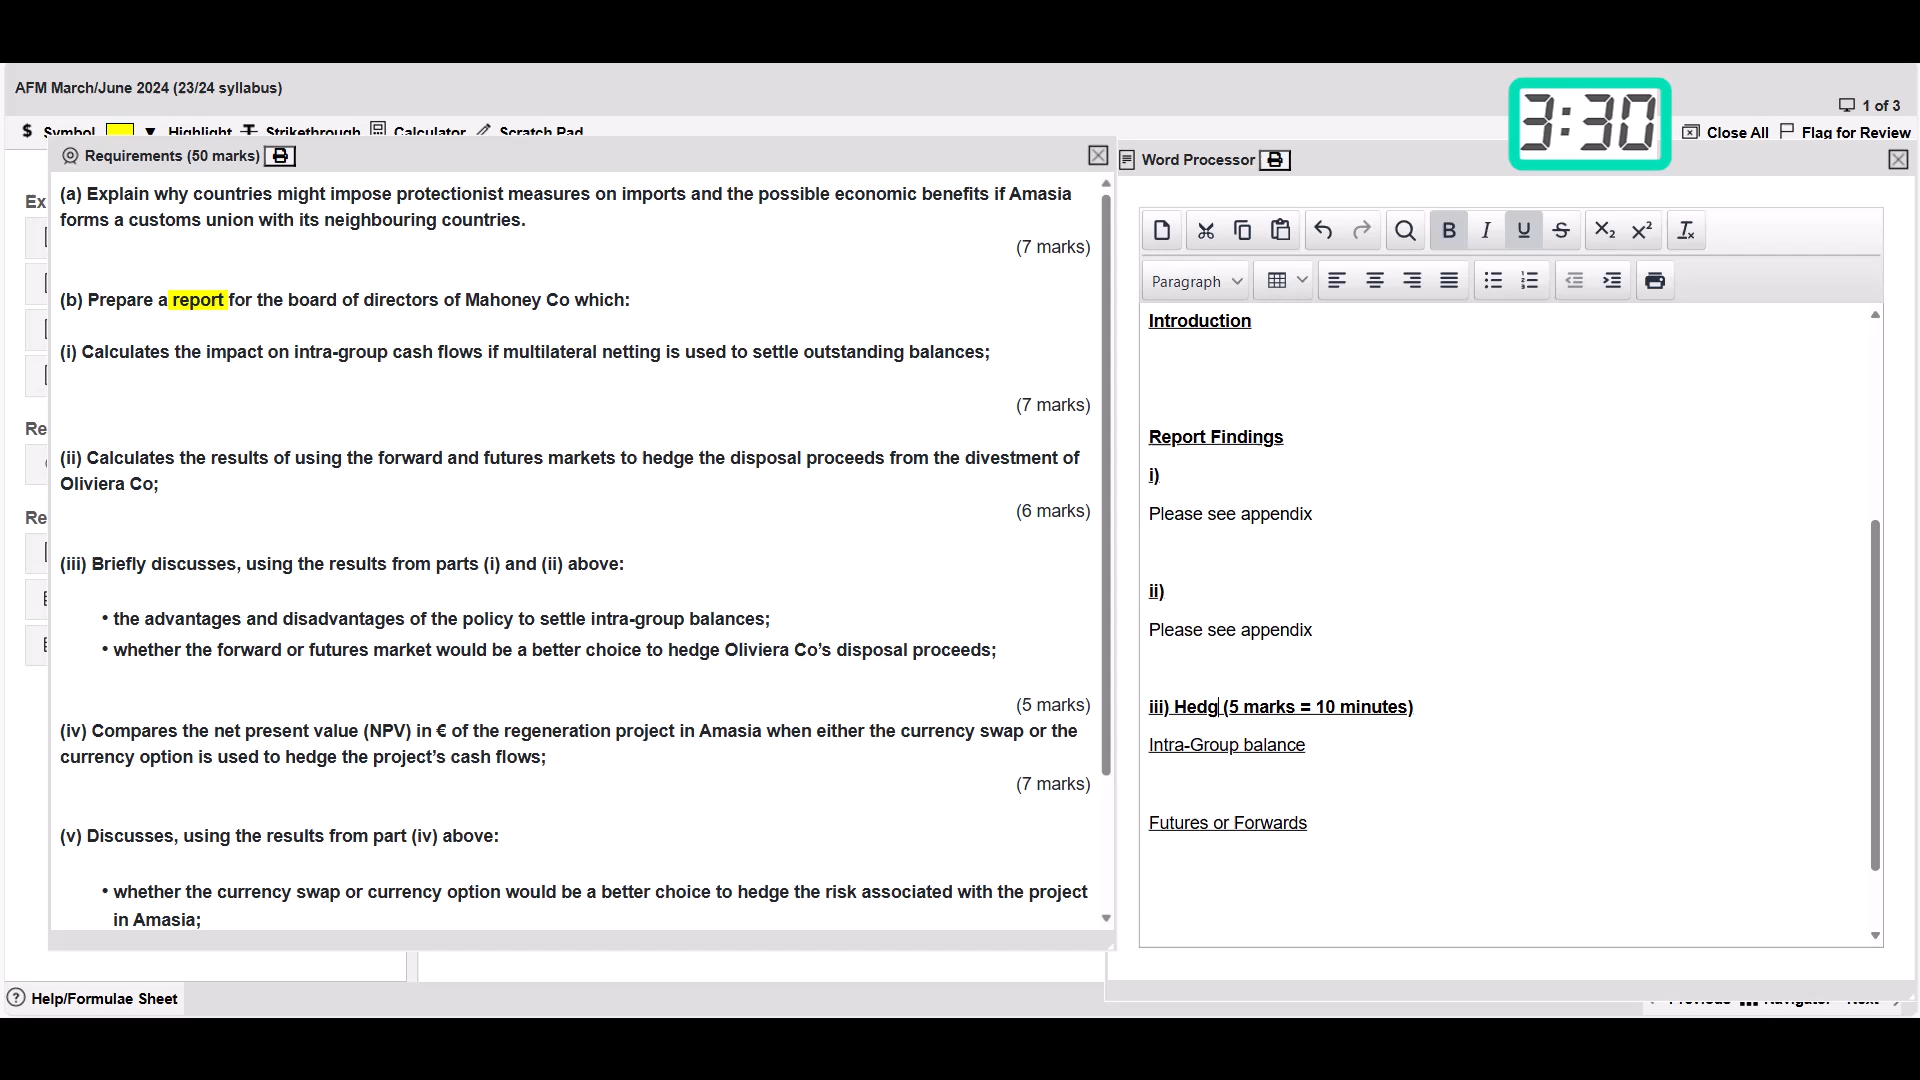 AFM March/June 2024 (23/24 syllabus)
3:30
1 of 3
$ Symbol Highlight Strikethrough Calculator Scratch Pad
Close All Flag for Review
Requirements (50 marks)
(a) Explain why countries might impose protectionist measures on imports and the possible economic benefits if Amasia
forms a customs union with its neighbouring countries.
(7 marks)
(b) Prepare a report for the board of directors of Mahoney Co which:
(i) Calculates the impact on intra-group cash flows if multilateral netting is used to settle outstanding balances;
(7 marks)
(ii) Calculates the results of using the forward and futures markets to hedge the disposal proceeds from the divestment of
Oliviera Co;
(6 marks)
(iii) Briefly discusses, using the results from parts (i) and (ii) above:
• the advantages and disadvantages of the policy to settle intra-group balances;
• whether the forward or futures market would be a better choice to hedge Oliviera Co's disposal proceeds;
(5 marks)
(iv) Compares the net present value (NPV) in € of the regeneration project in Amasia when either the currency swap or the
currency option is used to hedge the project's cash flows;
(7 marks)
(v) Discusses, using the results from part (iv) above:
• whether the currency swap or currency option would be a better choice to hedge the risk associated with the project
in Amasia;
Ex
Re
Re
Word Processor
B I U S X₂ X² Ix
Paragraph
Introduction
Report Findings
i)
Please see appendix
ii)
Please see appendix
iii) Hedg (5 marks = 10 minutes)
Intra-Group balance
Futures or Forwards
Help/Formulae Sheet
Previous Navigator Next